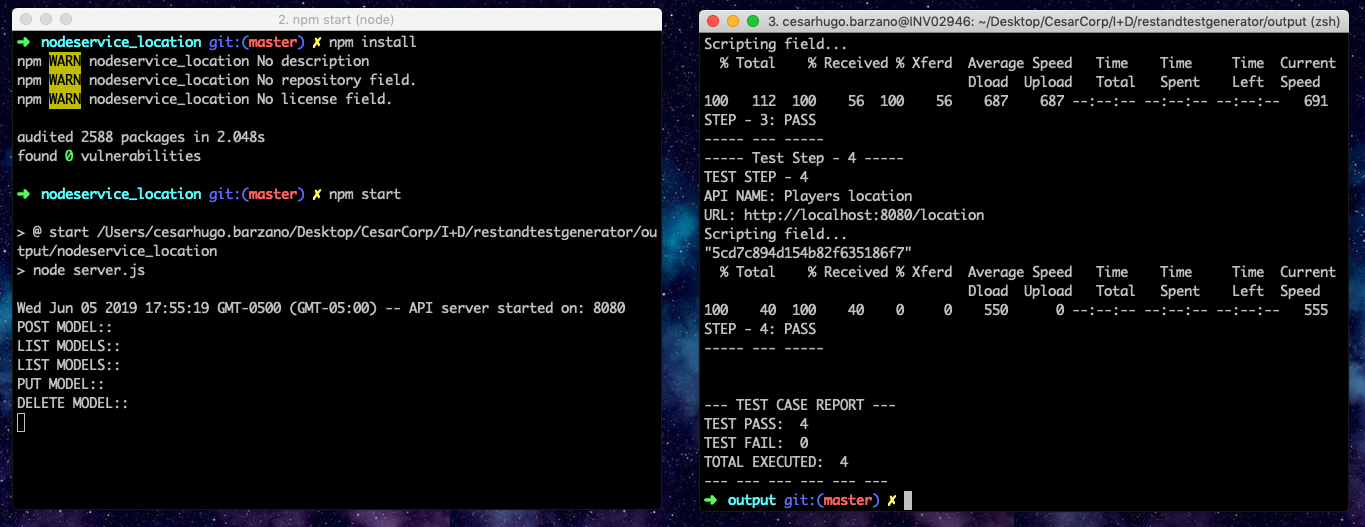 2. npm start (node)
➜ nodeservice_location git:(master) ✗ npm install
npm WARN nodeservice_location No description
npm WARN nodeservice_location No repository field.
npm WARN nodeservice_location No license field.
audited 2588 packages in 2.048s
found 0 vulnerabilities
➜ nodeservice_location git:(master) ✗ npm start
> @ start /Users/cesarhugo.barzano/Desktop/CesarCorp/I+D/restandtestgenerator/ou
tput/nodeservice_location
> node server.js
Wed Jun 05 2019 17:55:19 GMT-0500 (GMT-05:00) -- API server started on: 8080
POST MODEL::
LIST MODELS::
LIST MODELS::
PUT MODEL::
DELETE MODEL::
3. cesarhugo.barzano@INV02946: ~/Desktop/CesarCorp/I+D/restandtestgenerator/output (zsh)
Scripting field...
% Total % Received % Xferd Average Speed Time Time Time Current
Dload Upload Total Spent Left Speed
100 112 100 56 100 56 687 687 --:--:-- --:--:-- --:--:-- 691
STEP - 3: PASS
----- --- -----
----- Test Step - 4 -----
TEST STEP - 4
API NAME: Players location
URL: http://localhost:8080/location
Scripting field...
"5cd7c894d154b82f635186f7"
% Total % Received % Xferd Average Speed Time Time Time Current
Dload Upload Total Spent Left Speed
100 40 100 40 0 0 550 0 --:--:-- --:--:-- --:--:-- 555
STEP - 4: PASS
----- --- -----
--- TEST CASE REPORT ---
TEST PASS: 4
TEST FAIL: 0
TOTAL EXECUTED: 4
--- --- --- --- --- ---
➜ output git:(master) ✗